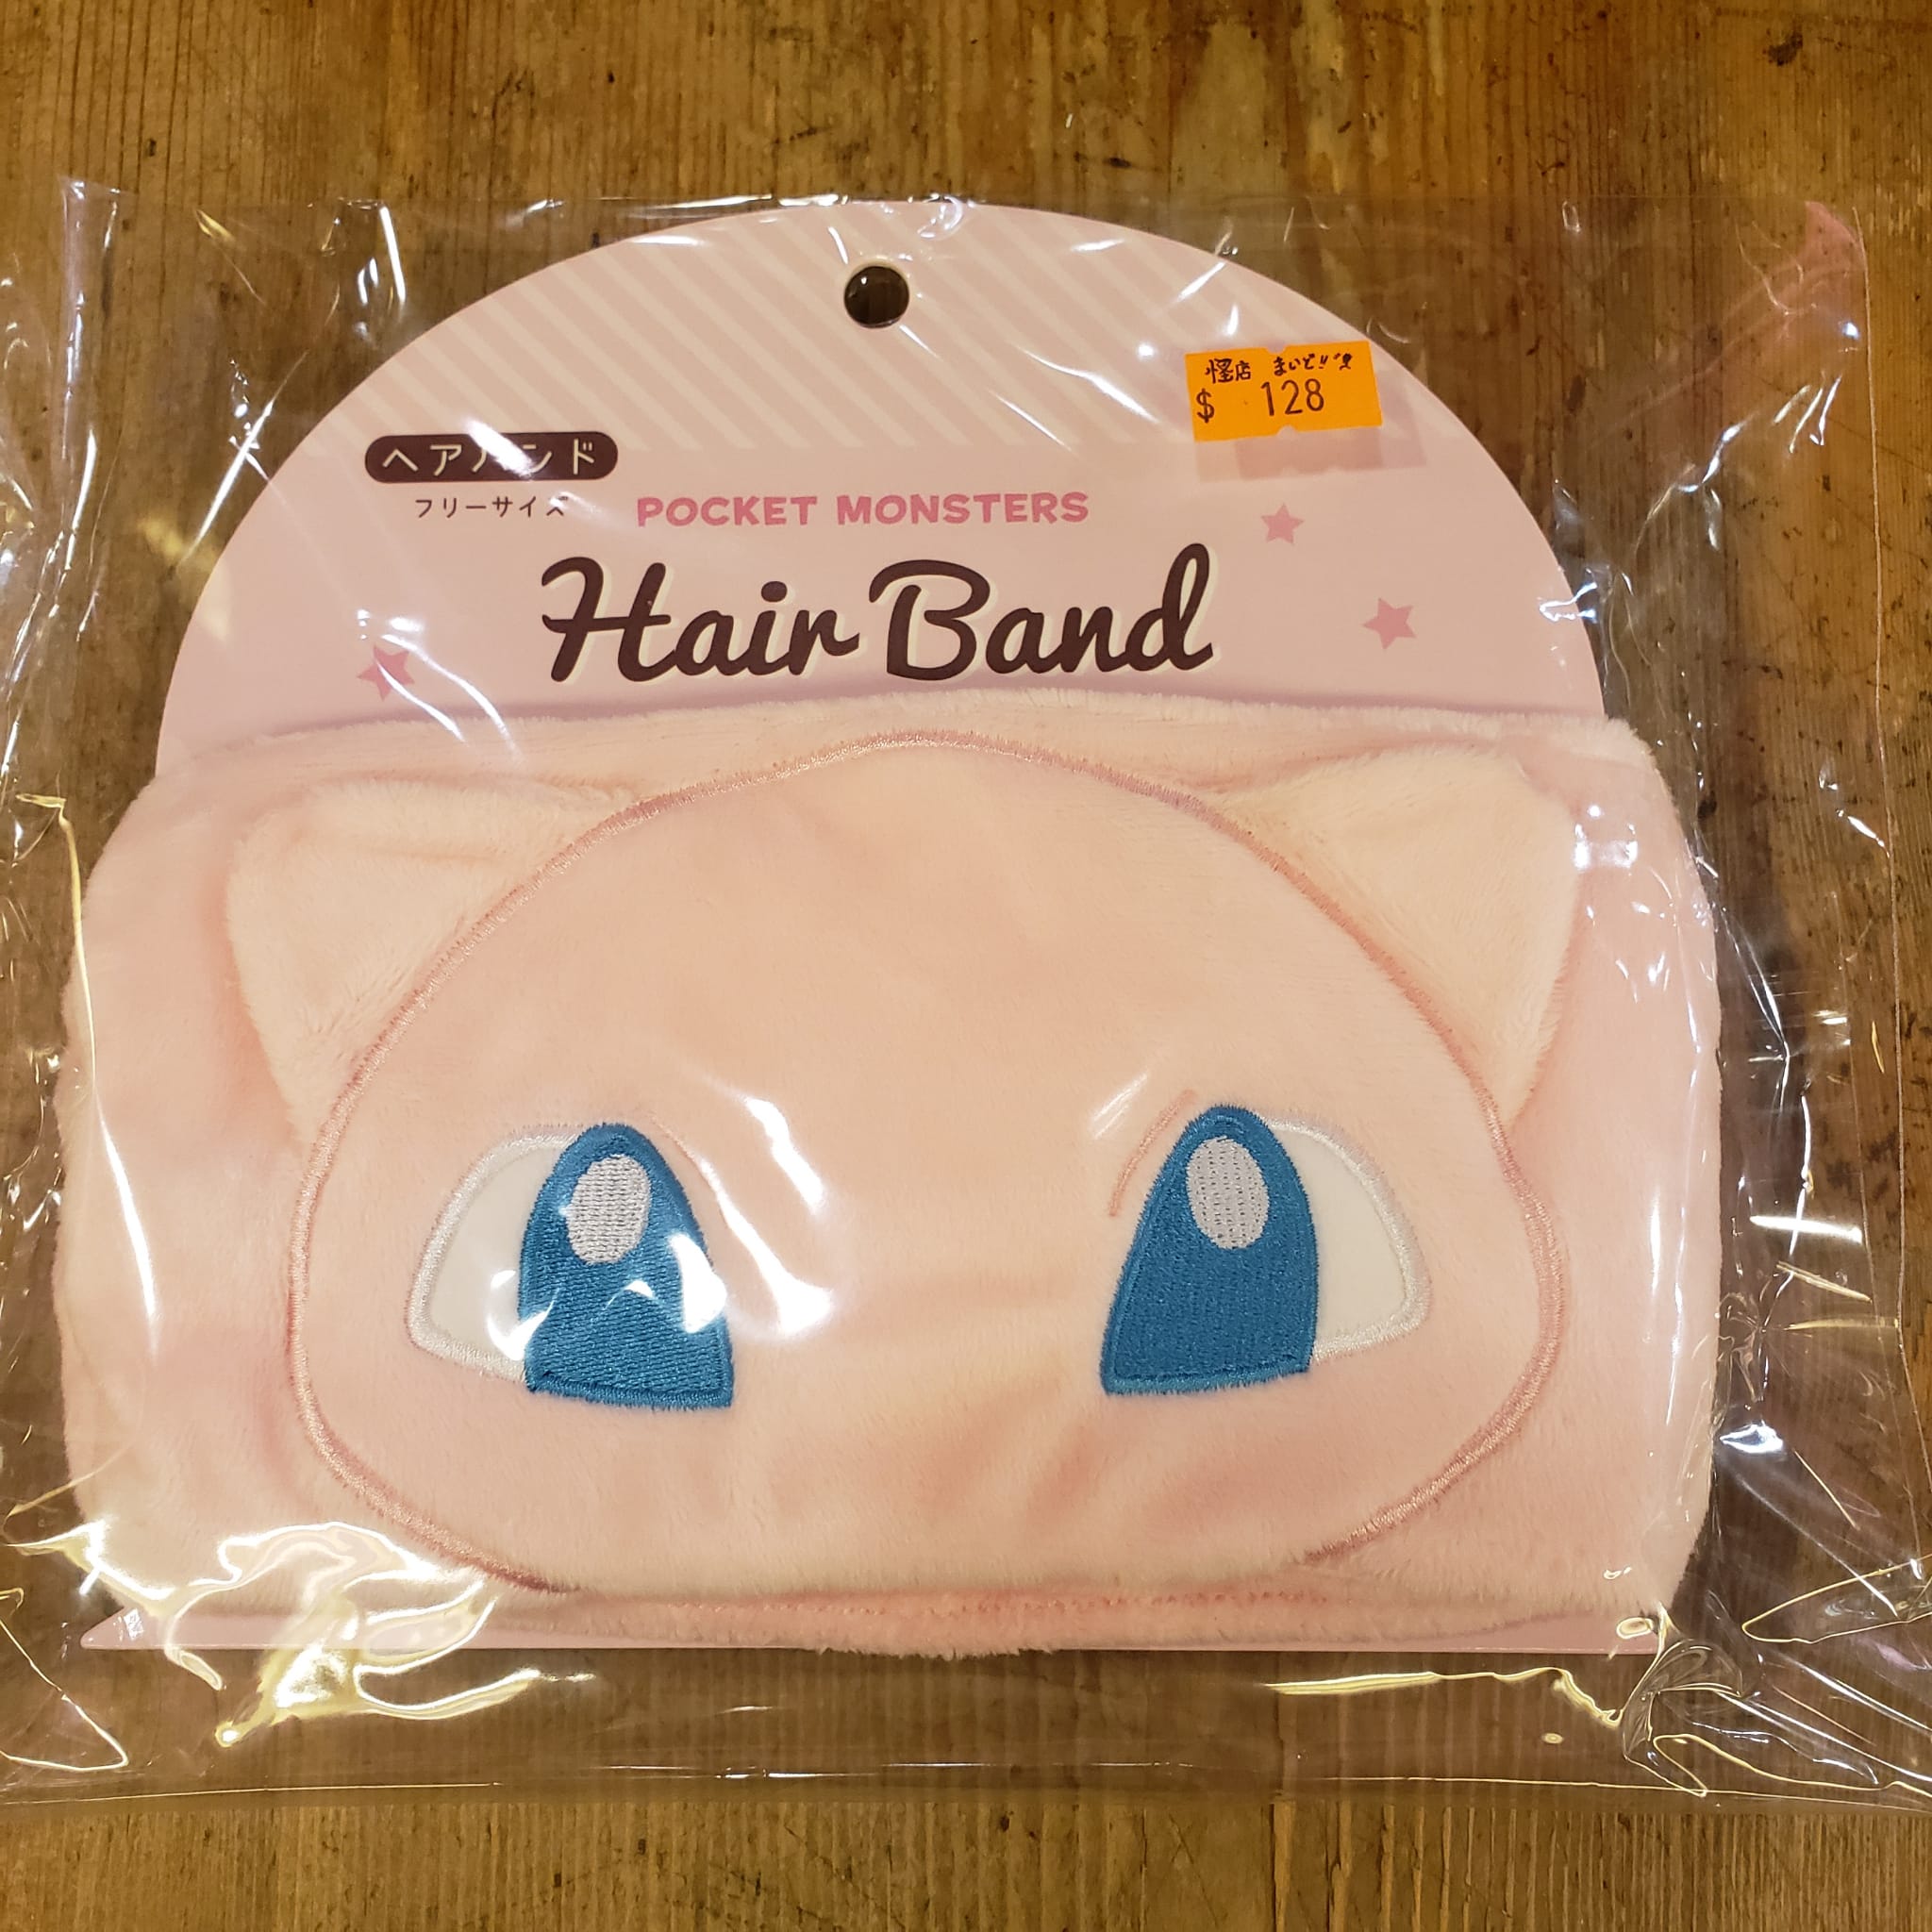 怪店 まいど!!
$ 128
ヘアバンド
フリーサイズ
POCKET MONSTERS
Hair Band